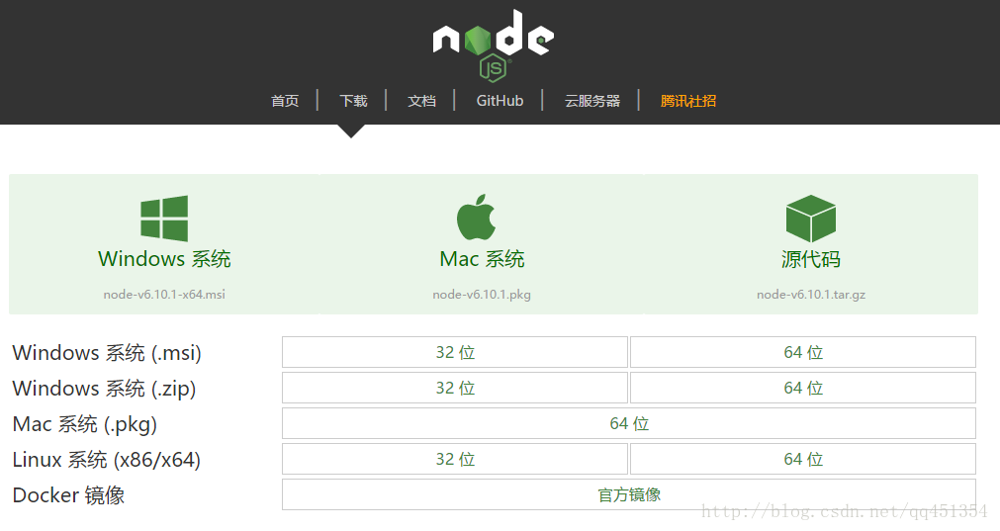 node
JS
首页 | 下载 | 文档 | GitHub | 云服务器 | 腾讯社招
Windows 系统 Mac 系统 源代码
node-v6.10.1-x64.msi node-v6.10.1.pkg node-v6.10.1.tar.gz
Windows 系统 (.msi) 32 位 64 位
Windows 系统 (.zip) 32 位 64 位
Mac 系统 (.pkg) 64 位
Linux 系统 (x86/x64) 32 位 64 位
Docker 镜像 官方镜像
http://blog.csdn.net/qq451354